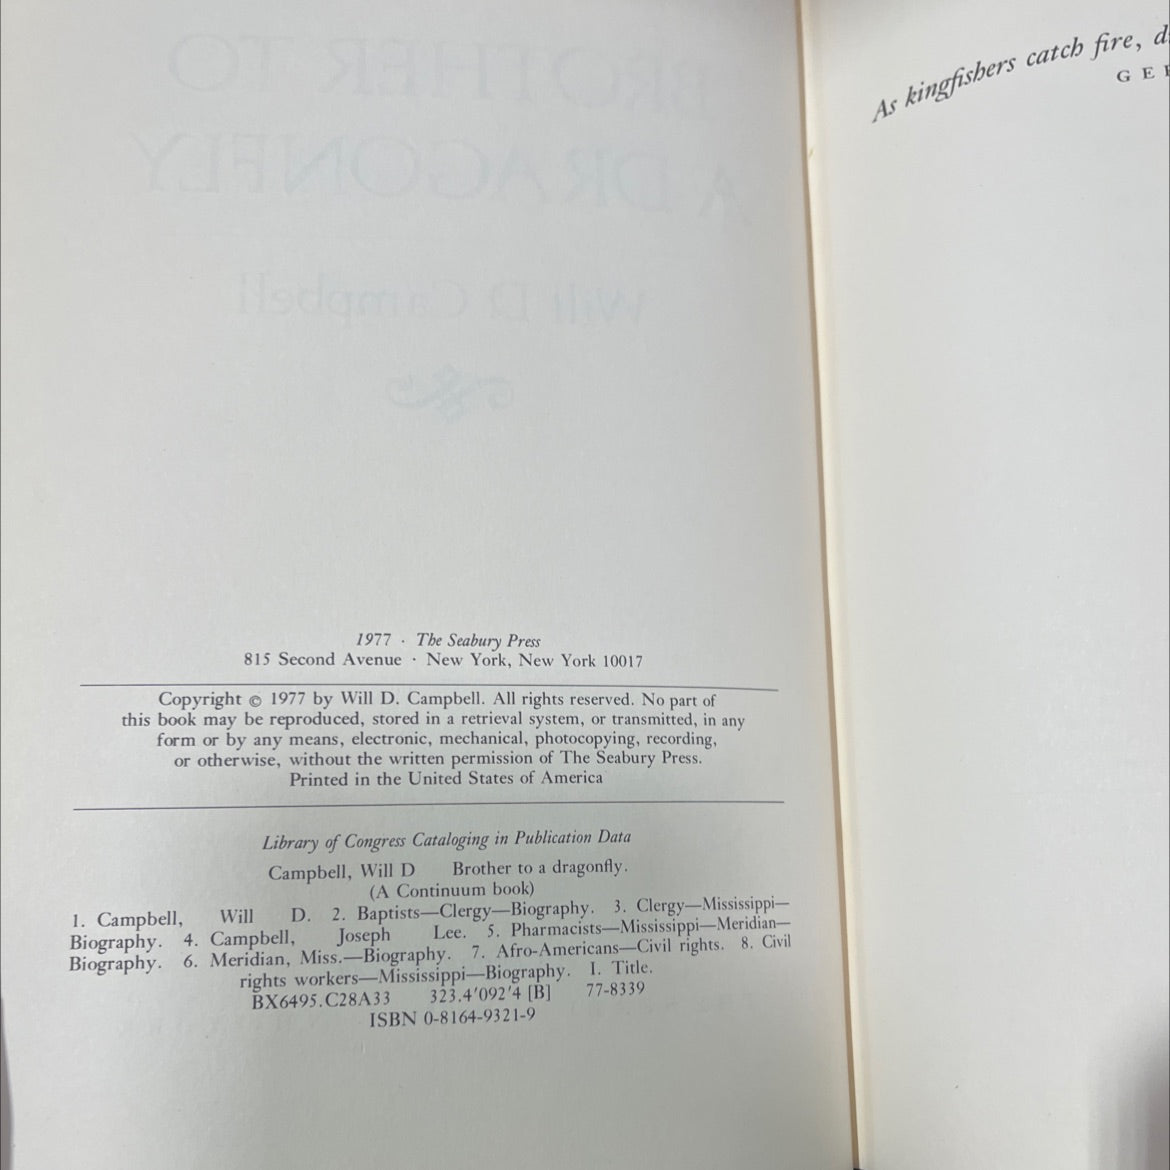 BROTHER TO
A DRAGONFLY
Will D Campbell
1977 · The Seabury Press
815 Second Avenue · New York, New York 10017
Copyright © 1977 by Will D. Campbell. All rights reserved. No part of
this book may be reproduced, stored in a retrieval system, or transmitted, in any
form or by any means, electronic, mechanical, photocopying, recording,
or otherwise, without the written permission of The Seabury Press.
Printed in the United States of America
Library of Congress Cataloging in Publication Data
Campbell, Will D Brother to a dragonfly.
(A Continuum book)
1. Campbell, Will D. 2. Baptists—Clergy—Biography. 3. Clergy—Mississippi—
Biography. 4. Campbell, Joseph Lee. 5. Pharmacists—Mississippi—Meridian—
Biography. 6. Meridian, Miss.—Biography. 7. Afro-Americans—Civil rights. 8. Civil
rights workers—Mississippi—Biography. I. Title.
BX6495.C28A33 323.4'092'4 [B] 77-8339
ISBN 0-8164-9321-9
As kingfishers catch fire,